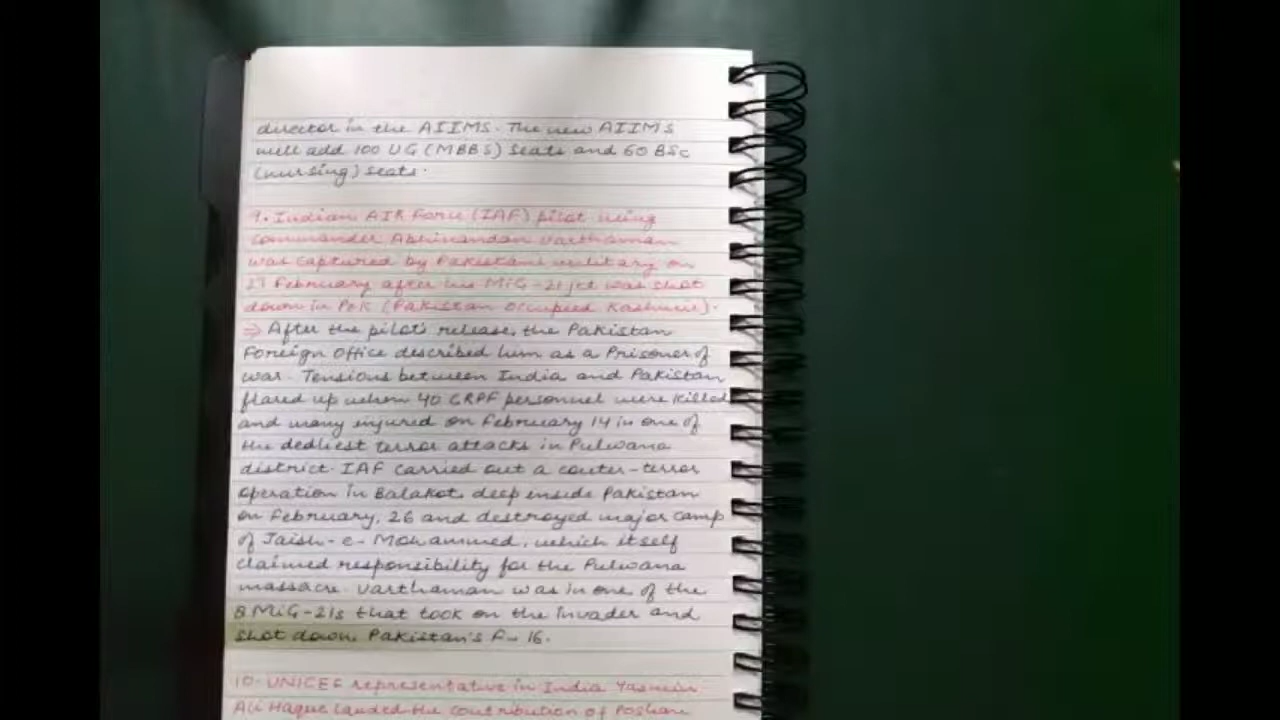 director in the AIIMS. The new AIIMS
will add 100 UG (MBBS) Seats and 60 BSc
(nursing) seats.
9. Indian AIR Force (IAF) pilot wing
commander Abhinandan Varthaman
was captured by Pakistani military on
27 February after his MiG-21 jet was shot
down in PoK (Pakistan Occupied Kashmir).
⇒ After the pilot's release, the Pakistan
Foreign Office described him as a Prisoner of
war. Tensions between India and Pakistan
flared up when 40 CRPF personnel were killed
and many injured on February 14 in one of
the dedliest terror attacks in Pulwana
district. IAF carried out a couter-terror
operation in Balakot, deep inside Pakistan
on February, 26 and destroyed major camp
of Jaish-e-Mohammed, which itself
claimed responsibility for the Pulwana
massacre. Varthaman was in one of the
8 MiG-21s that took on the invader and
shot down Pakistan's F-16.
10. UNICEF representative in India Yasmin
Ali Haque lauded the contribution of Poshan